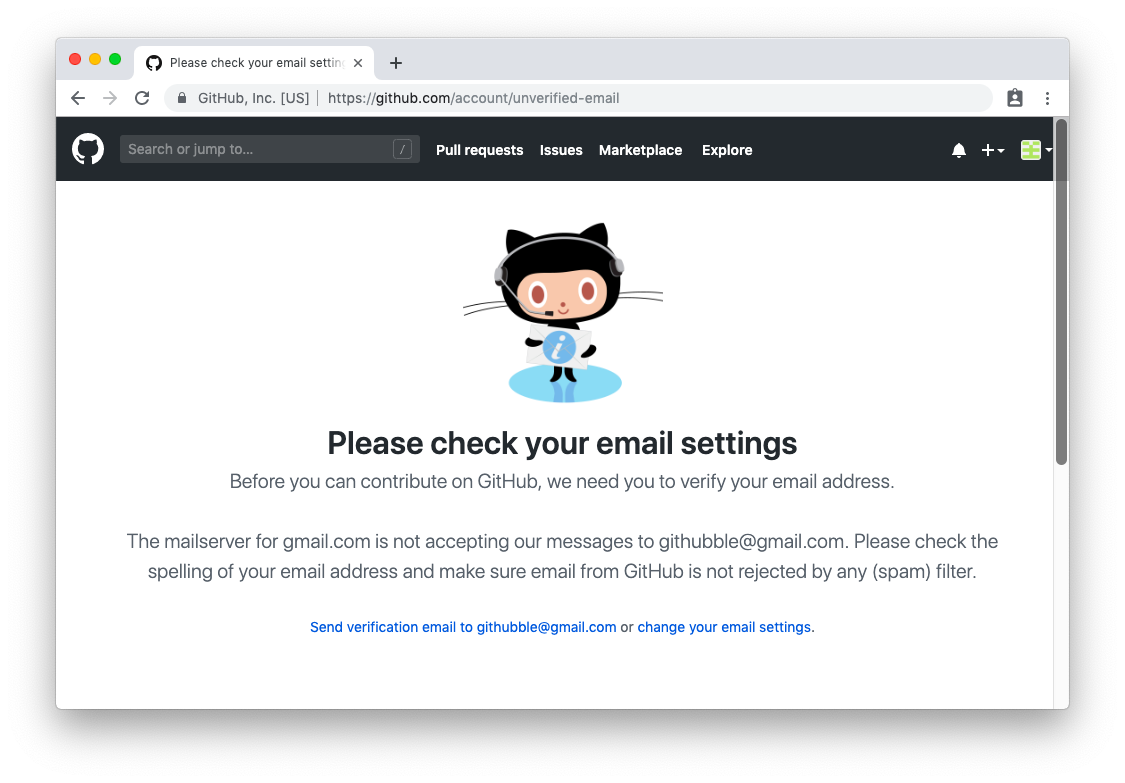 Please check your email settin
GitHub, Inc. [US] https://github.com/account/unverified-email
Search or jump to... / Pull requests Issues Marketplace Explore
i
Please check your email settings
Before you can contribute on GitHub, we need you to verify your email address.
The mailserver for gmail.com is not accepting our messages to githubble@gmail.com. Please check the
spelling of your email address and make sure email from GitHub is not rejected by any (spam) filter.
Send verification email to githubble@gmail.com or change your email settings.